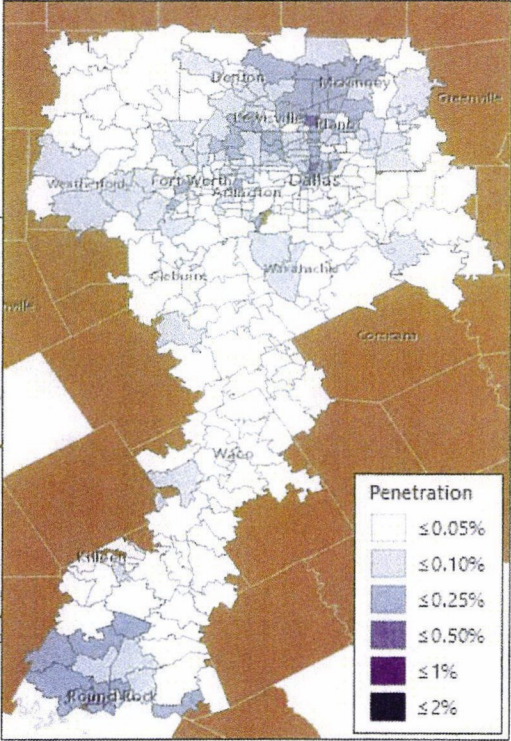 Denton
McKinney
Greenville
Lewisville
Plano
Weatherford
Fort Worth
Dallas
Arlington
Cleburne
Waxahachie
Corsicana
Waco
Penetration
≤0.05%
≤0.10%
≤0.25%
≤0.50%
≤1%
≤2%
Killeen
Round Rock